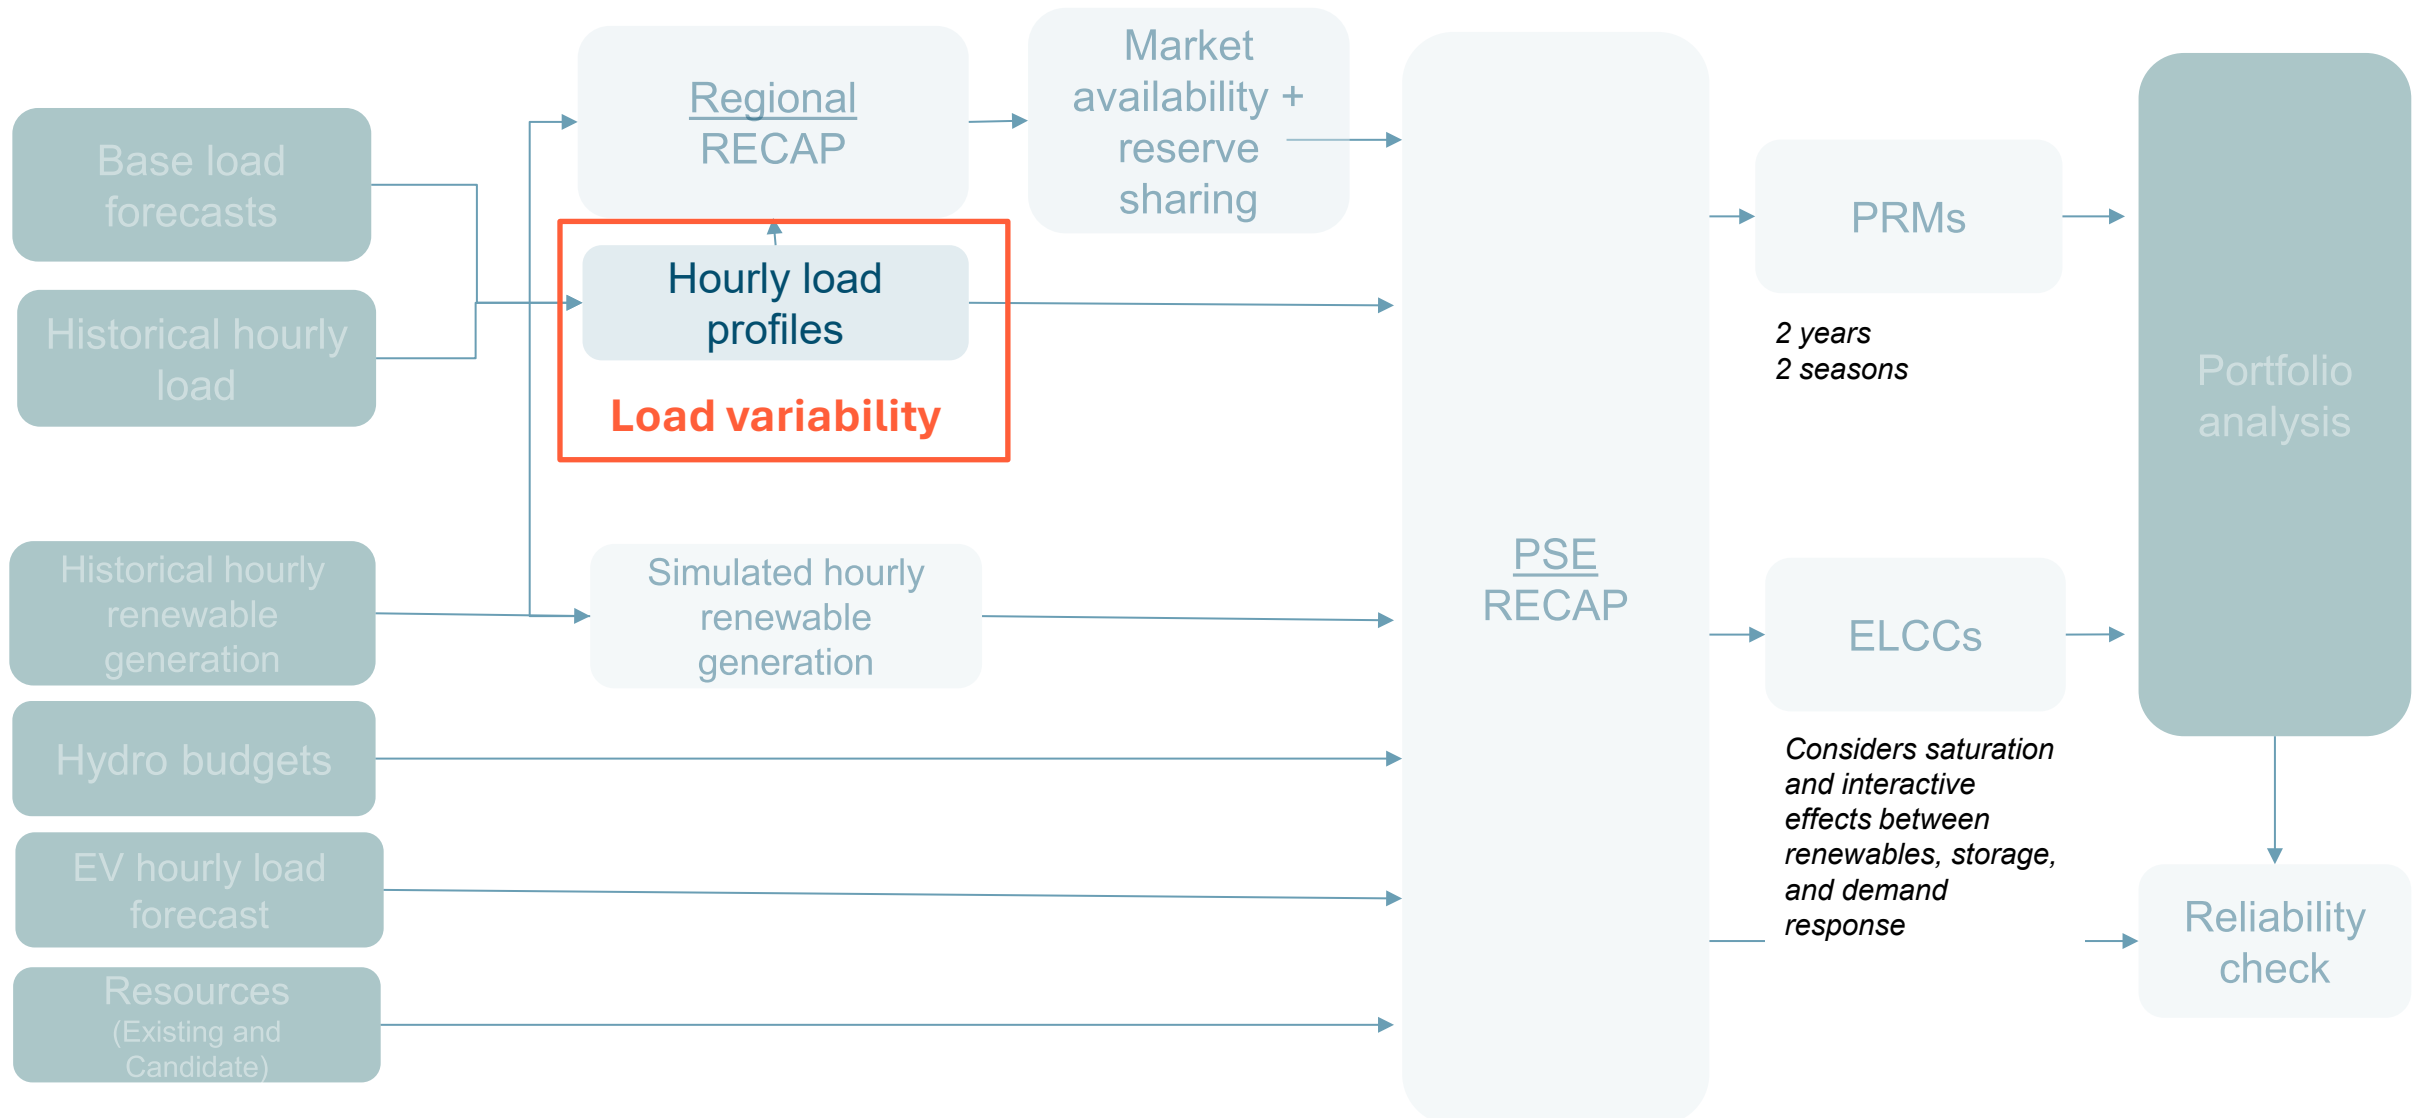 Base load
forecasts
Historical hourly
load
Historical hourly
renewable
generation
Hydro budgets
EV hourly load
forecast
Resources
(Existing and
Candidate)
Regional
RECAP
Hourly load
profiles
Load variability
Simulated hourly
renewable
generation
Market
availability +
reserve
sharing
PSE
RECAP
PRMs
2 years
2 seasons
ELCCs
Considers saturation
and interactive
effects between
renewables, storage,
and demand
response
Portfolio
analysis
Reliability
check